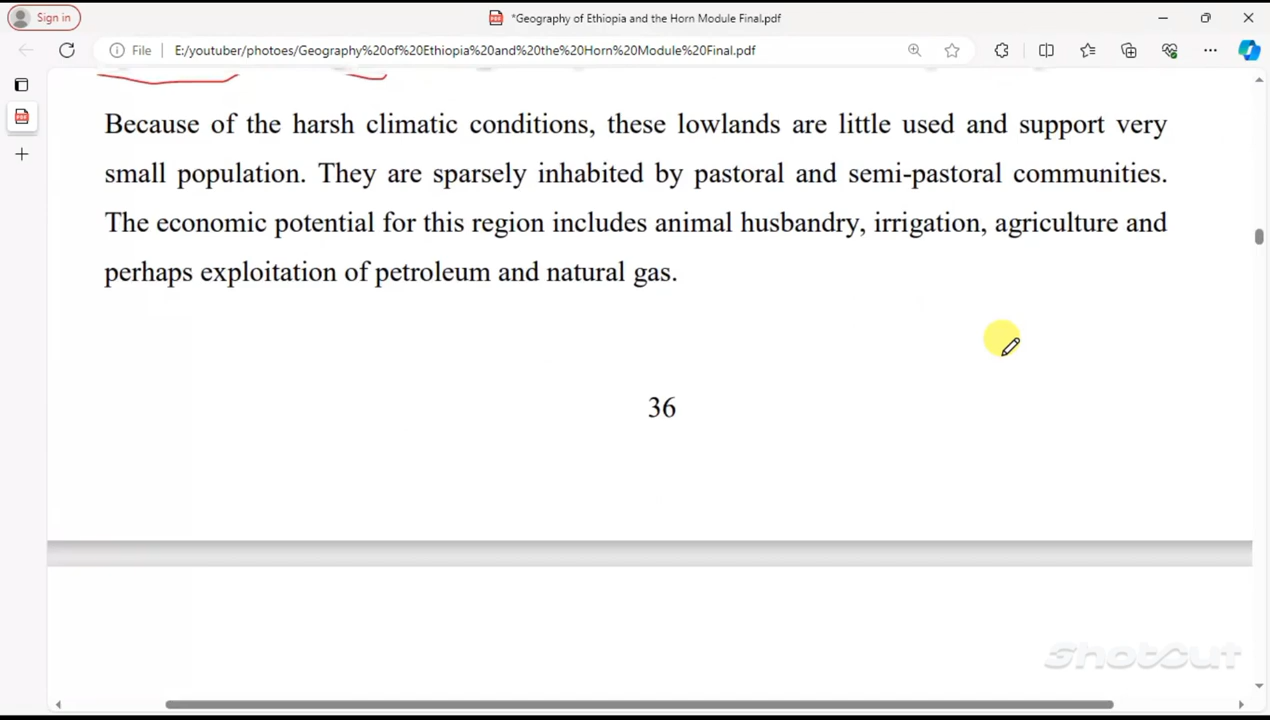 Sign in
*Geography of Ethiopia and the Horn Module Final.pdf
File
E:/youtuber/photoes/Geography%20of%20Ethiopia%20and%20the%20Horn%20Module%20Final.pdf
Because of the harsh climatic conditions, these lowlands are little used and support very
small population. They are sparsely inhabited by pastoral and semi-pastoral communities.
The economic potential for this region includes animal husbandry, irrigation, agriculture and
perhaps exploitation of petroleum and natural gas.
36
Shotcut